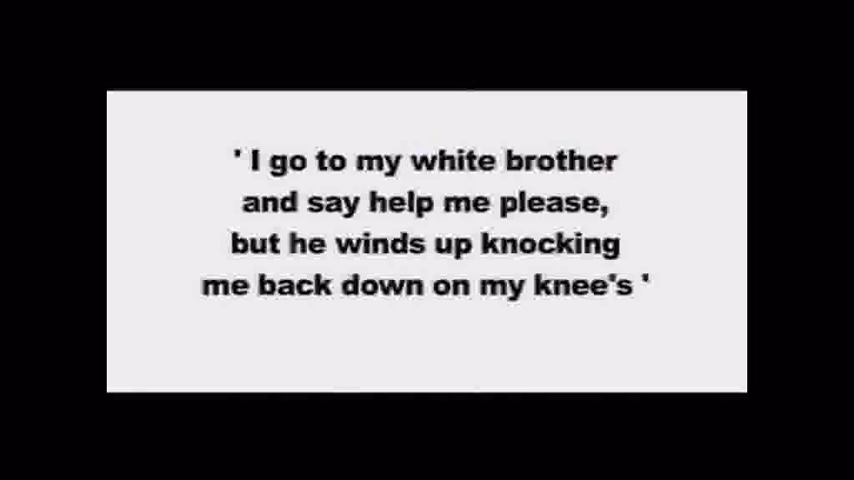 ' I go to my white brother
and say help me please,
but he winds up knocking
me back down on my knee's '